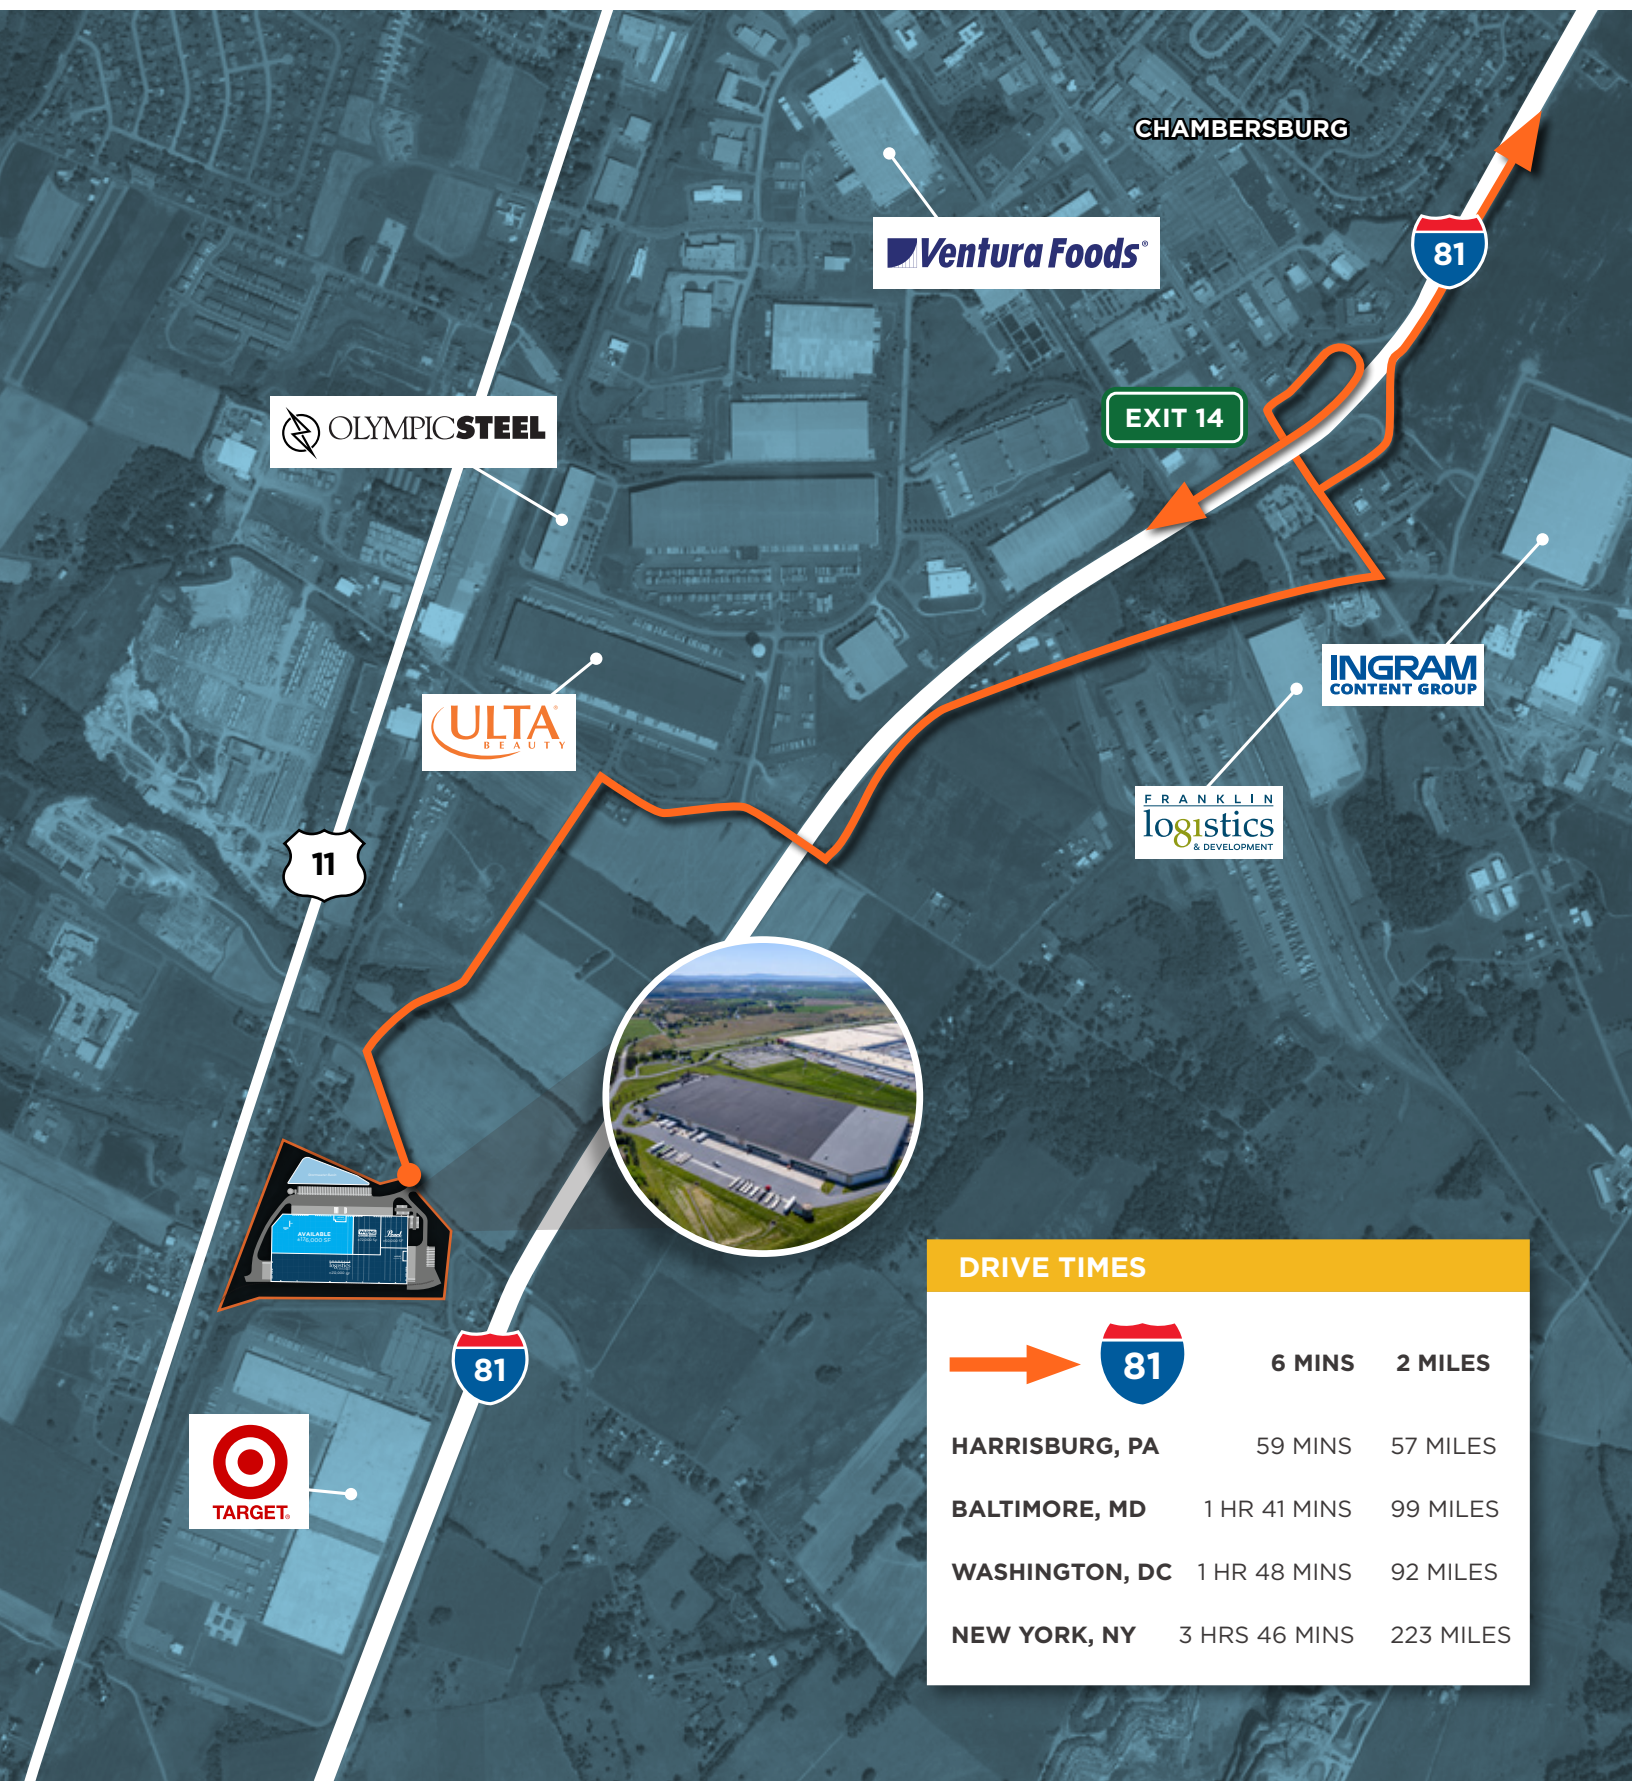 CHAMBERSBURG
Ventura Foods®
81
OLYMPICSTEEL
EXIT 14
INGRAM
CONTENT GROUP
ULTA
BEAUTY
FRANKLIN
lo81stics
& DEVELOPMENT
11
AVAILABLE
logistics
81
TARGET
DRIVE TIMES
81 6 MINS 2 MILES
HARRISBURG, PA 59 MINS 57 MILES
BALTIMORE, MD 1 HR 41 MINS 99 MILES
WASHINGTON, DC 1 HR 48 MINS 92 MILES
NEW YORK, NY 3 HRS 46 MINS 223 MILES